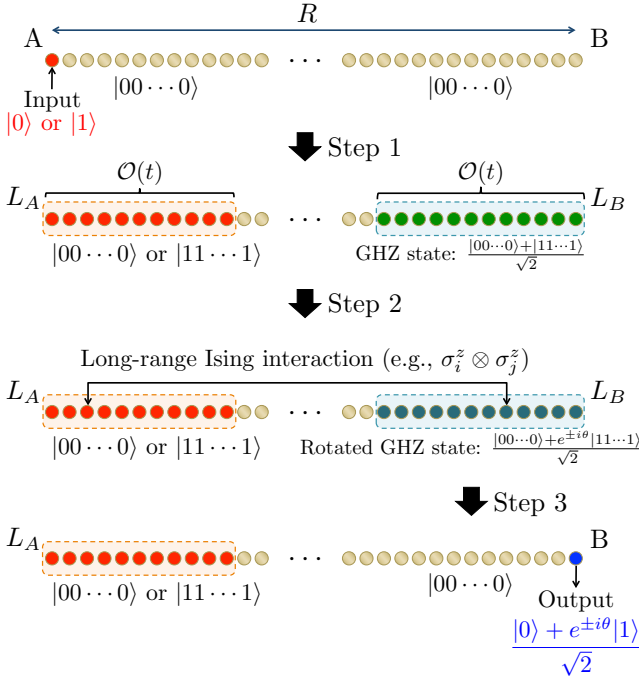 R
A B
· · ·
Input
|0⟩ or |1⟩
|00 · · · 0⟩ |00 · · · 0⟩
Step 1
𝒪(t) 𝒪(t)
L_A L_B
· · ·
|00 · · · 0⟩ or |11 · · · 1⟩ GHZ state: (|00···0⟩+|11···1⟩)/√2
Step 2
Long-range Ising interaction (e.g., σ_i^z ⊗ σ_j^z)
L_A L_B
· · ·
|00 · · · 0⟩ or |11 · · · 1⟩ Rotated GHZ state: (|00···0⟩+e^{±iθ}|11···1⟩)/√2
Step 3
L_A B
· · ·
|00 · · · 0⟩ or |11 · · · 1⟩ |00 · · · 0⟩
Output
(|0⟩ + e^{±iθ}|1⟩)/√2